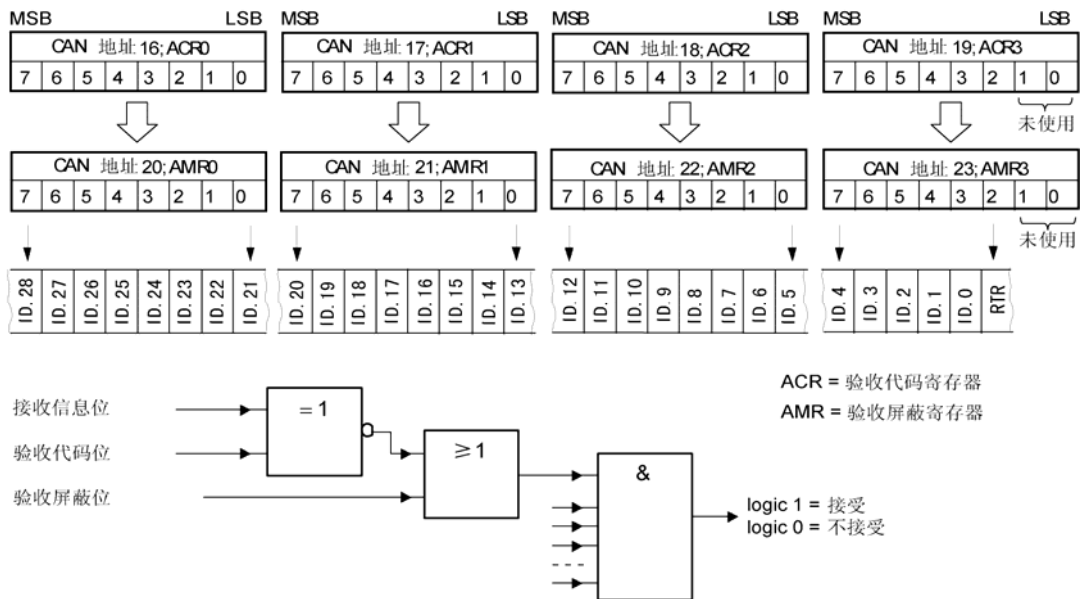 MSB LSB MSB LSB MSB LSB MSB LSB
CAN 地址 16;ACR0 CAN 地址 17;ACR1 CAN 地址 18;ACR2 CAN 地址 19;ACR3
7 6 5 4 3 2 1 0 7 6 5 4 3 2 1 0 7 6 5 4 3 2 1 0 7 6 5 4 3 2 1 0
未使用
CAN 地址 20;AMR0 CAN 地址 21;AMR1 CAN 地址 22;AMR2 CAN 地址 23;AMR3
7 6 5 4 3 2 1 0 7 6 5 4 3 2 1 0 7 6 5 4 3 2 1 0 7 6 5 4 3 2 1 0
未使用
ID.28 ID.27 ID.26 ID.25 ID.24 ID.23 ID.22 ID.21 ID.20 ID.19 ID.18 ID.17 ID.16 ID.15 ID.14 ID.13 ID.12 ID.11 ID.10 ID.9 ID.8 ID.7 ID.6 ID.5 ID.4 ID.3 ID.2 ID.1 ID.0 RTR
ACR = 验收代码寄存器
AMR = 验收屏蔽寄存器
接收信息位
验收代码位
验收屏蔽位
=1
≥1
&
logic 1 = 接受
logic 0 = 不接受